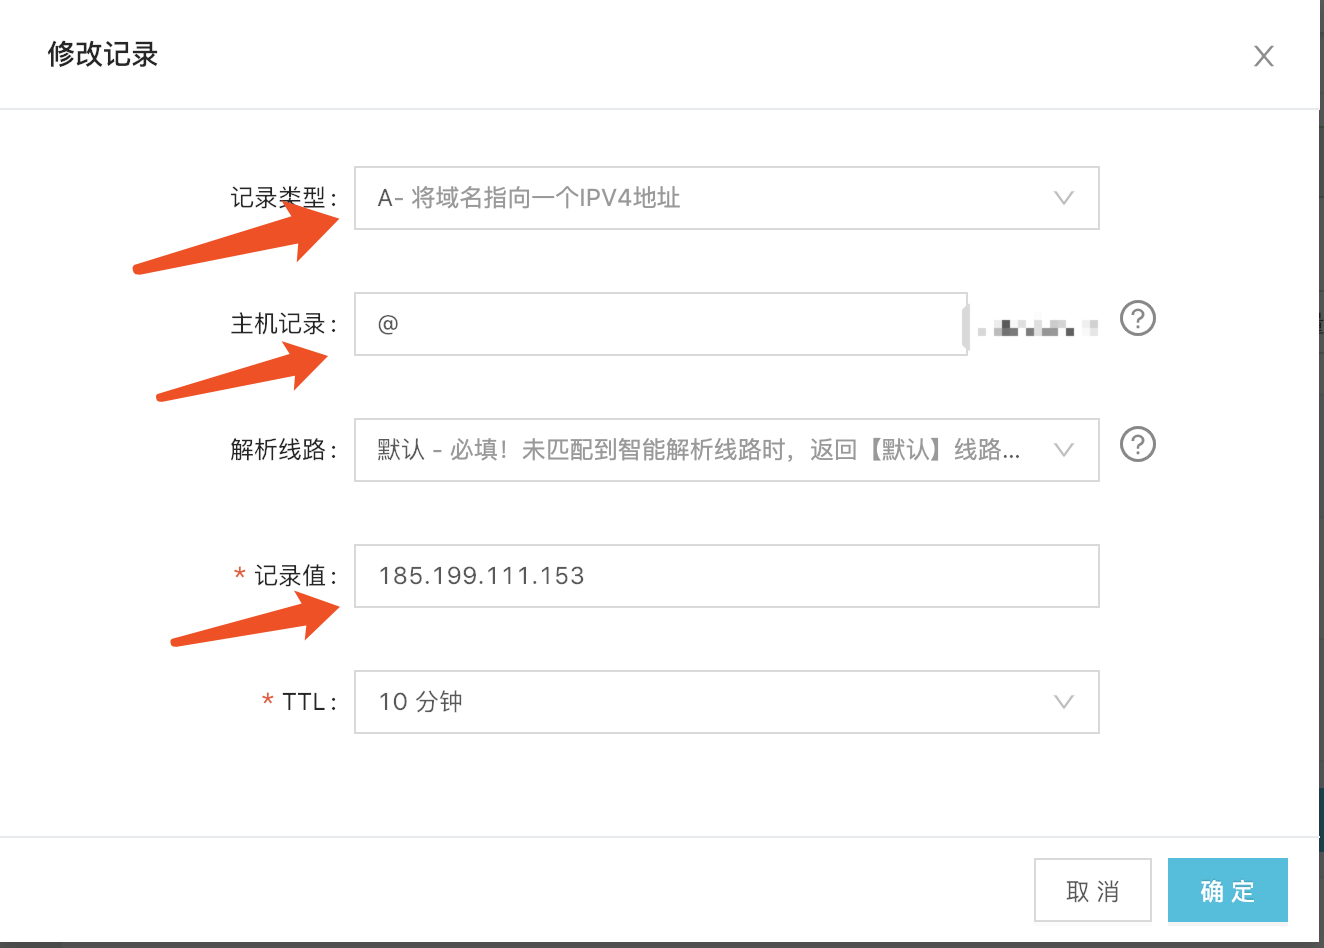 修改记录
记录类型：
A- 将域名指向一个IPV4地址
主机记录：
@
解析线路：
默认 - 必填！未匹配到智能解析线路时，返回【默认】线路...
* 记录值：
185.199.111.153
* TTL：
10 分钟
取 消
确 定